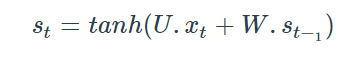 s_t = tanh(U. x_t + W. s_{t-1})